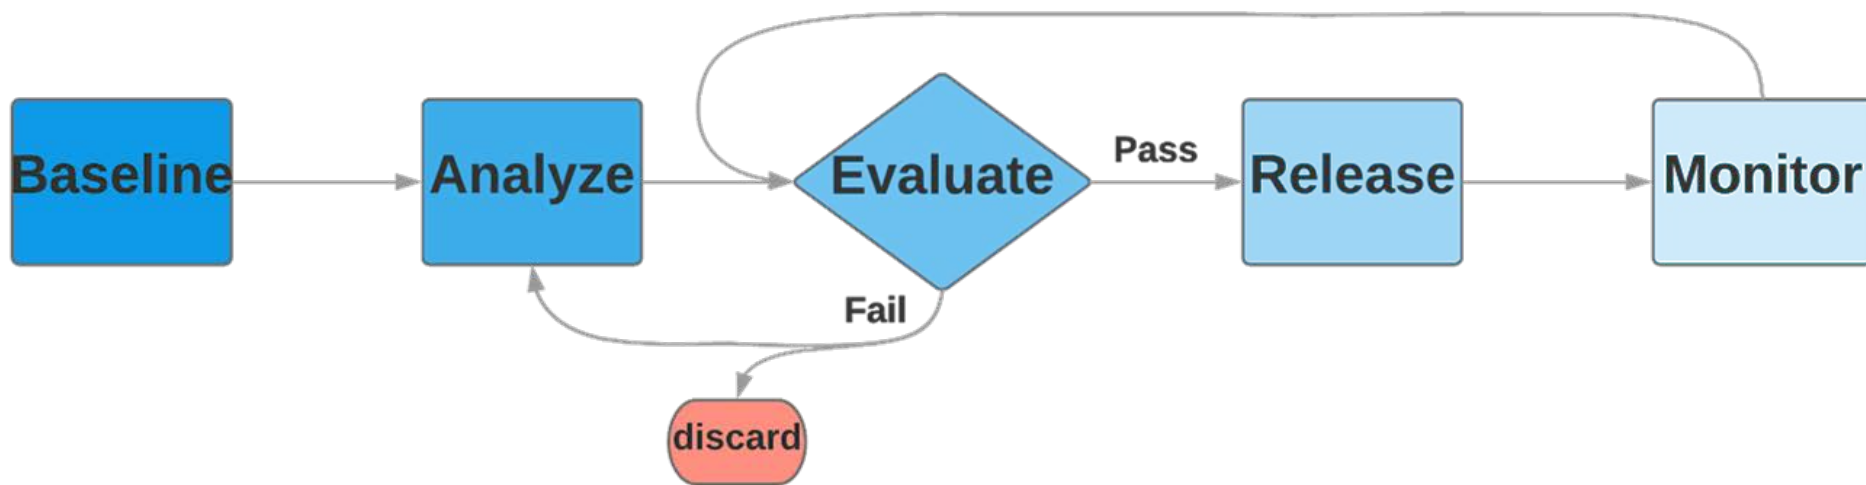 Baseline
Analyze
Evaluate
Pass
Release
Monitor
Fail
discard